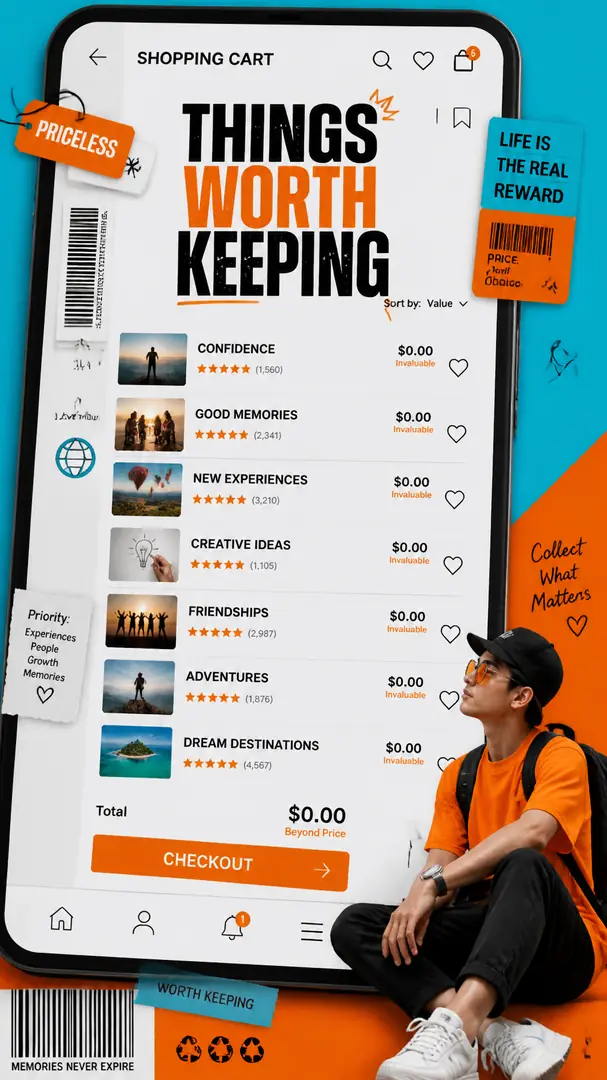 SHOPPING CART
6
PRICELESS
THINGS
WORTH
KEEPING
LIFE IS
THE REAL
REWARD
PRICE:
Sort by: Value
CONFIDENCE
(1,560)
$0.00
Invaluable
GOOD MEMORIES
(2,341)
$0.00
Invaluable
NEW EXPERIENCES
(3,210)
$0.00
Invaluable
CREATIVE IDEAS
(1,105)
$0.00
Invaluable
FRIENDSHIPS
(2,987)
$0.00
Invaluable
ADVENTURES
(1,876)
$0.00
Invaluable
DREAM DESTINATIONS
(4,567)
$0.00
Invaluable
Collect
What
Matters
Priority:
Experiences
People
Growth
Memories
Total
$0.00
Beyond Price
CHECKOUT
1
WORTH KEEPING
MEMORIES NEVER EXPIRE